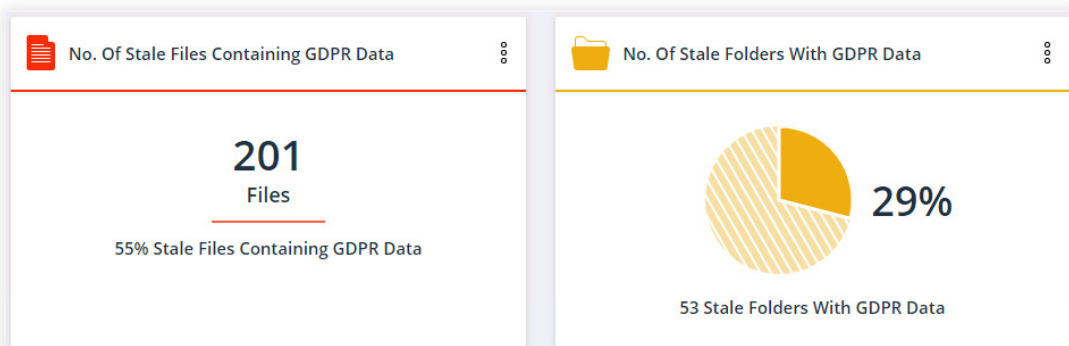 No. Of Stale Files Containing GDPR Data
201
Files
55% Stale Files Containing GDPR Data
No. Of Stale Folders With GDPR Data
29%
53 Stale Folders With GDPR Data